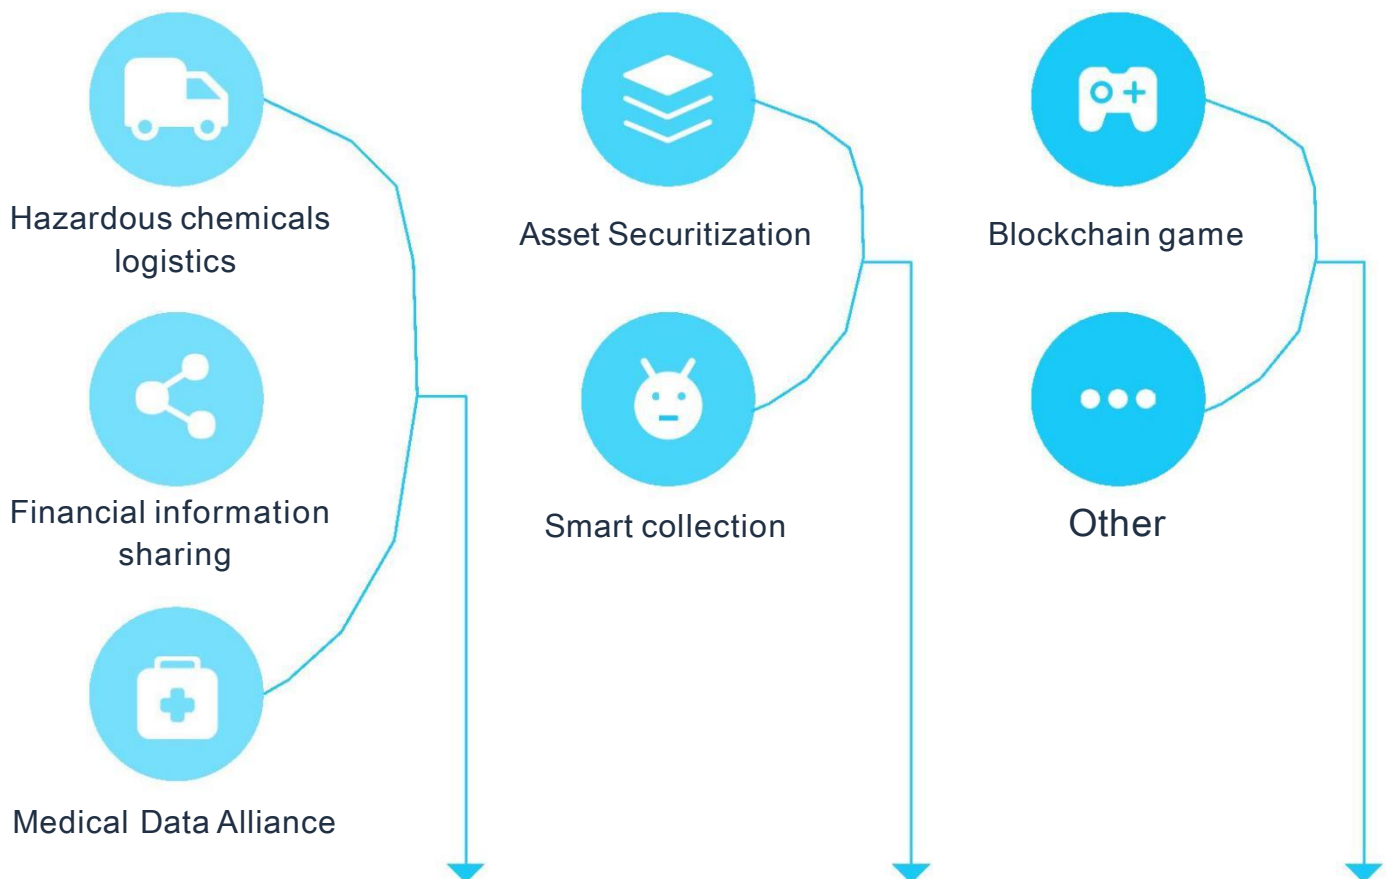 Hazardous chemicals
logistics
Financial information
sharing
Medical Data Alliance
Asset Securitization
Smart collection
Blockchain game
Other